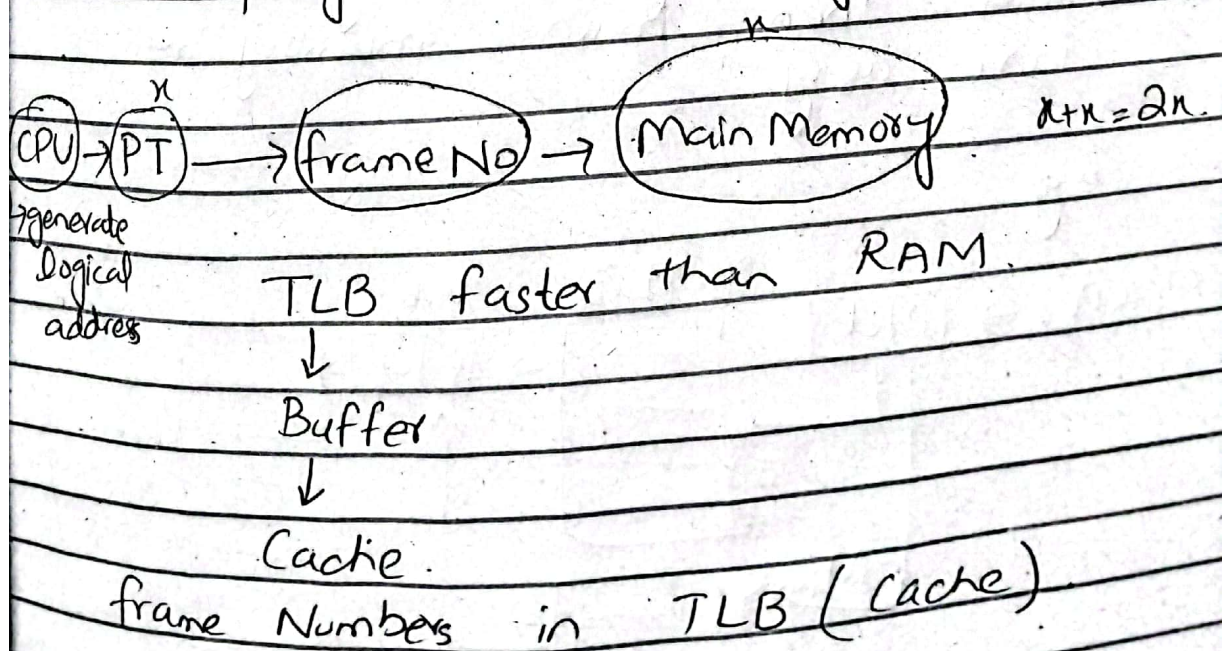 x x
CPU → PT → frame No → Main Memory x+x=2x.
→generate
Logical
address
TLB faster than RAM.
↓
Buffer
↓
Cache.
frame Numbers in TLB (Cache)